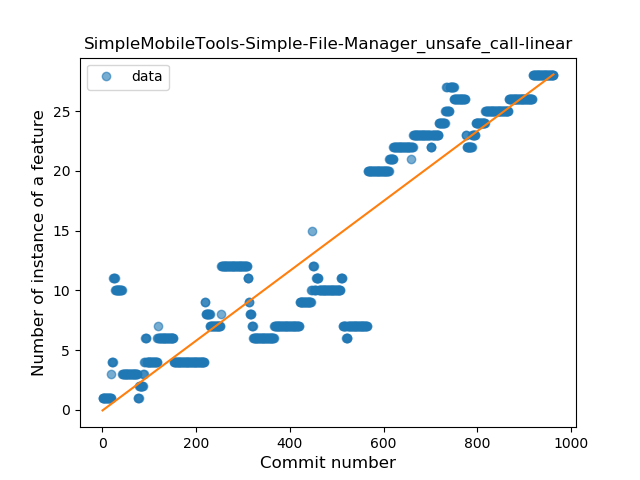 SimpleMobileTools-Simple-File-Manager_unsafe_call-linear
data
Number of instance of a feature
25
20
15
10
5
0
0 200 400 600 800 1000
Commit number